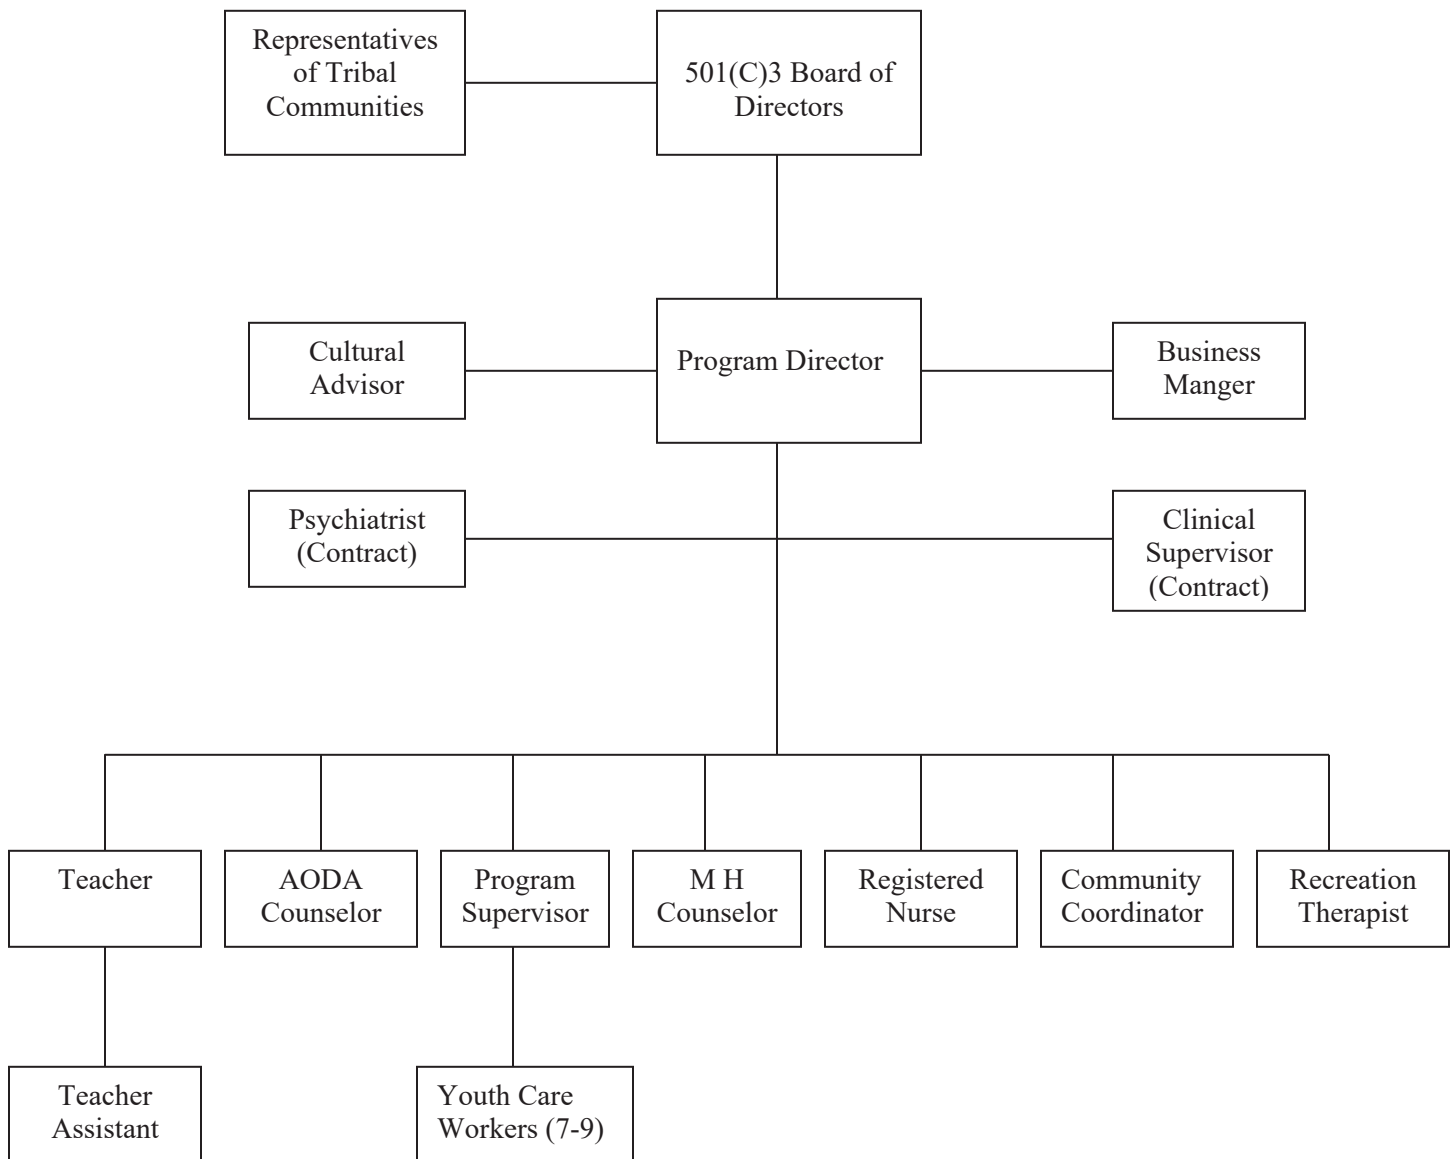 Representatives
of Tribal
Communities
501(C)3 Board of
Directors
Cultural
Advisor
Program Director
Business
Manger
Psychiatrist
(Contract)
Clinical
Supervisor
(Contract)
Teacher
AODA
Counselor
Program
Supervisor
M H
Counselor
Registered
Nurse
Community
Coordinator
Recreation
Therapist
Teacher
Assistant
Youth Care
Workers (7-9)